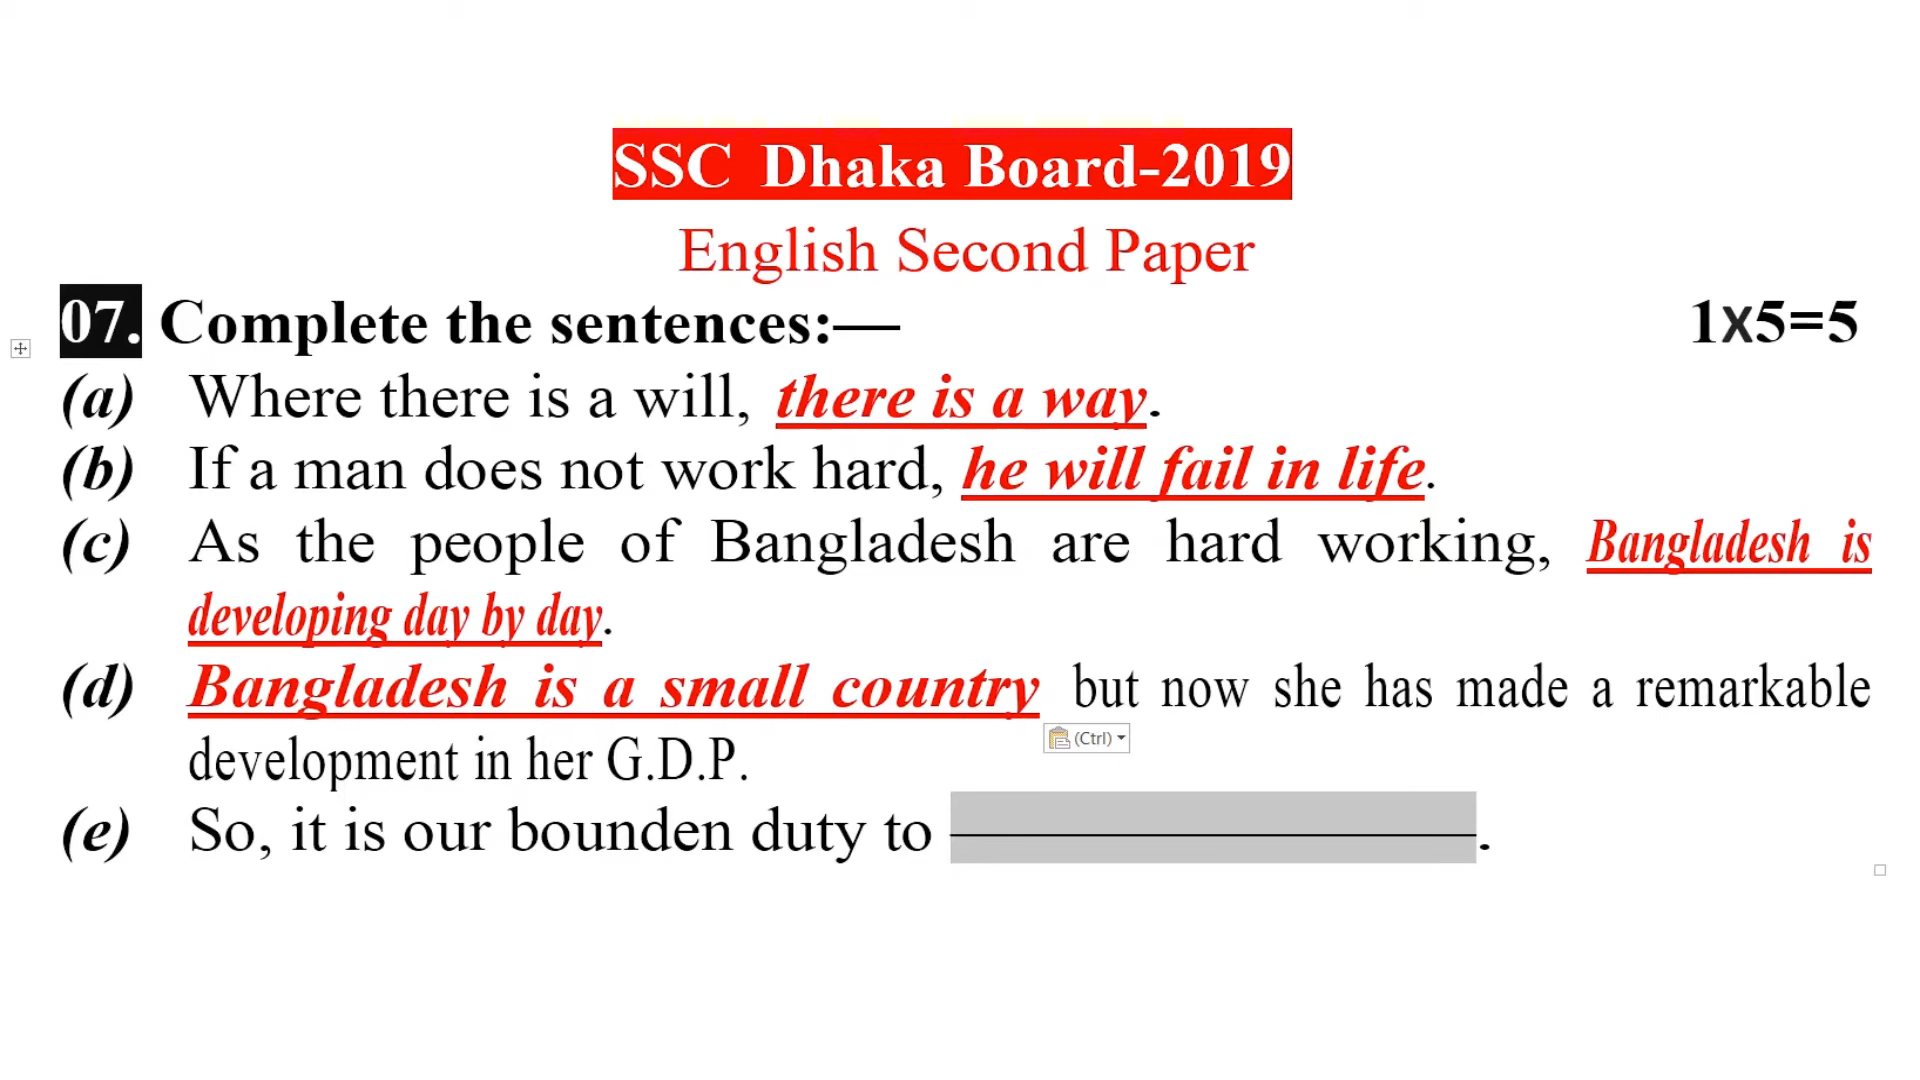 SSC Dhaka Board-2019
English Second Paper
07. Complete the sentences:— 1x5=5
(a) Where there is a will, there is a way.
(b) If a man does not work hard, he will fail in life.
(c) As the people of Bangladesh are hard working, Bangladesh is
developing day by day.
(d) Bangladesh is a small country but now she has made a remarkable
(Ctrl)
development in her G.D.P.
(e) So, it is our bounden duty to ____________.